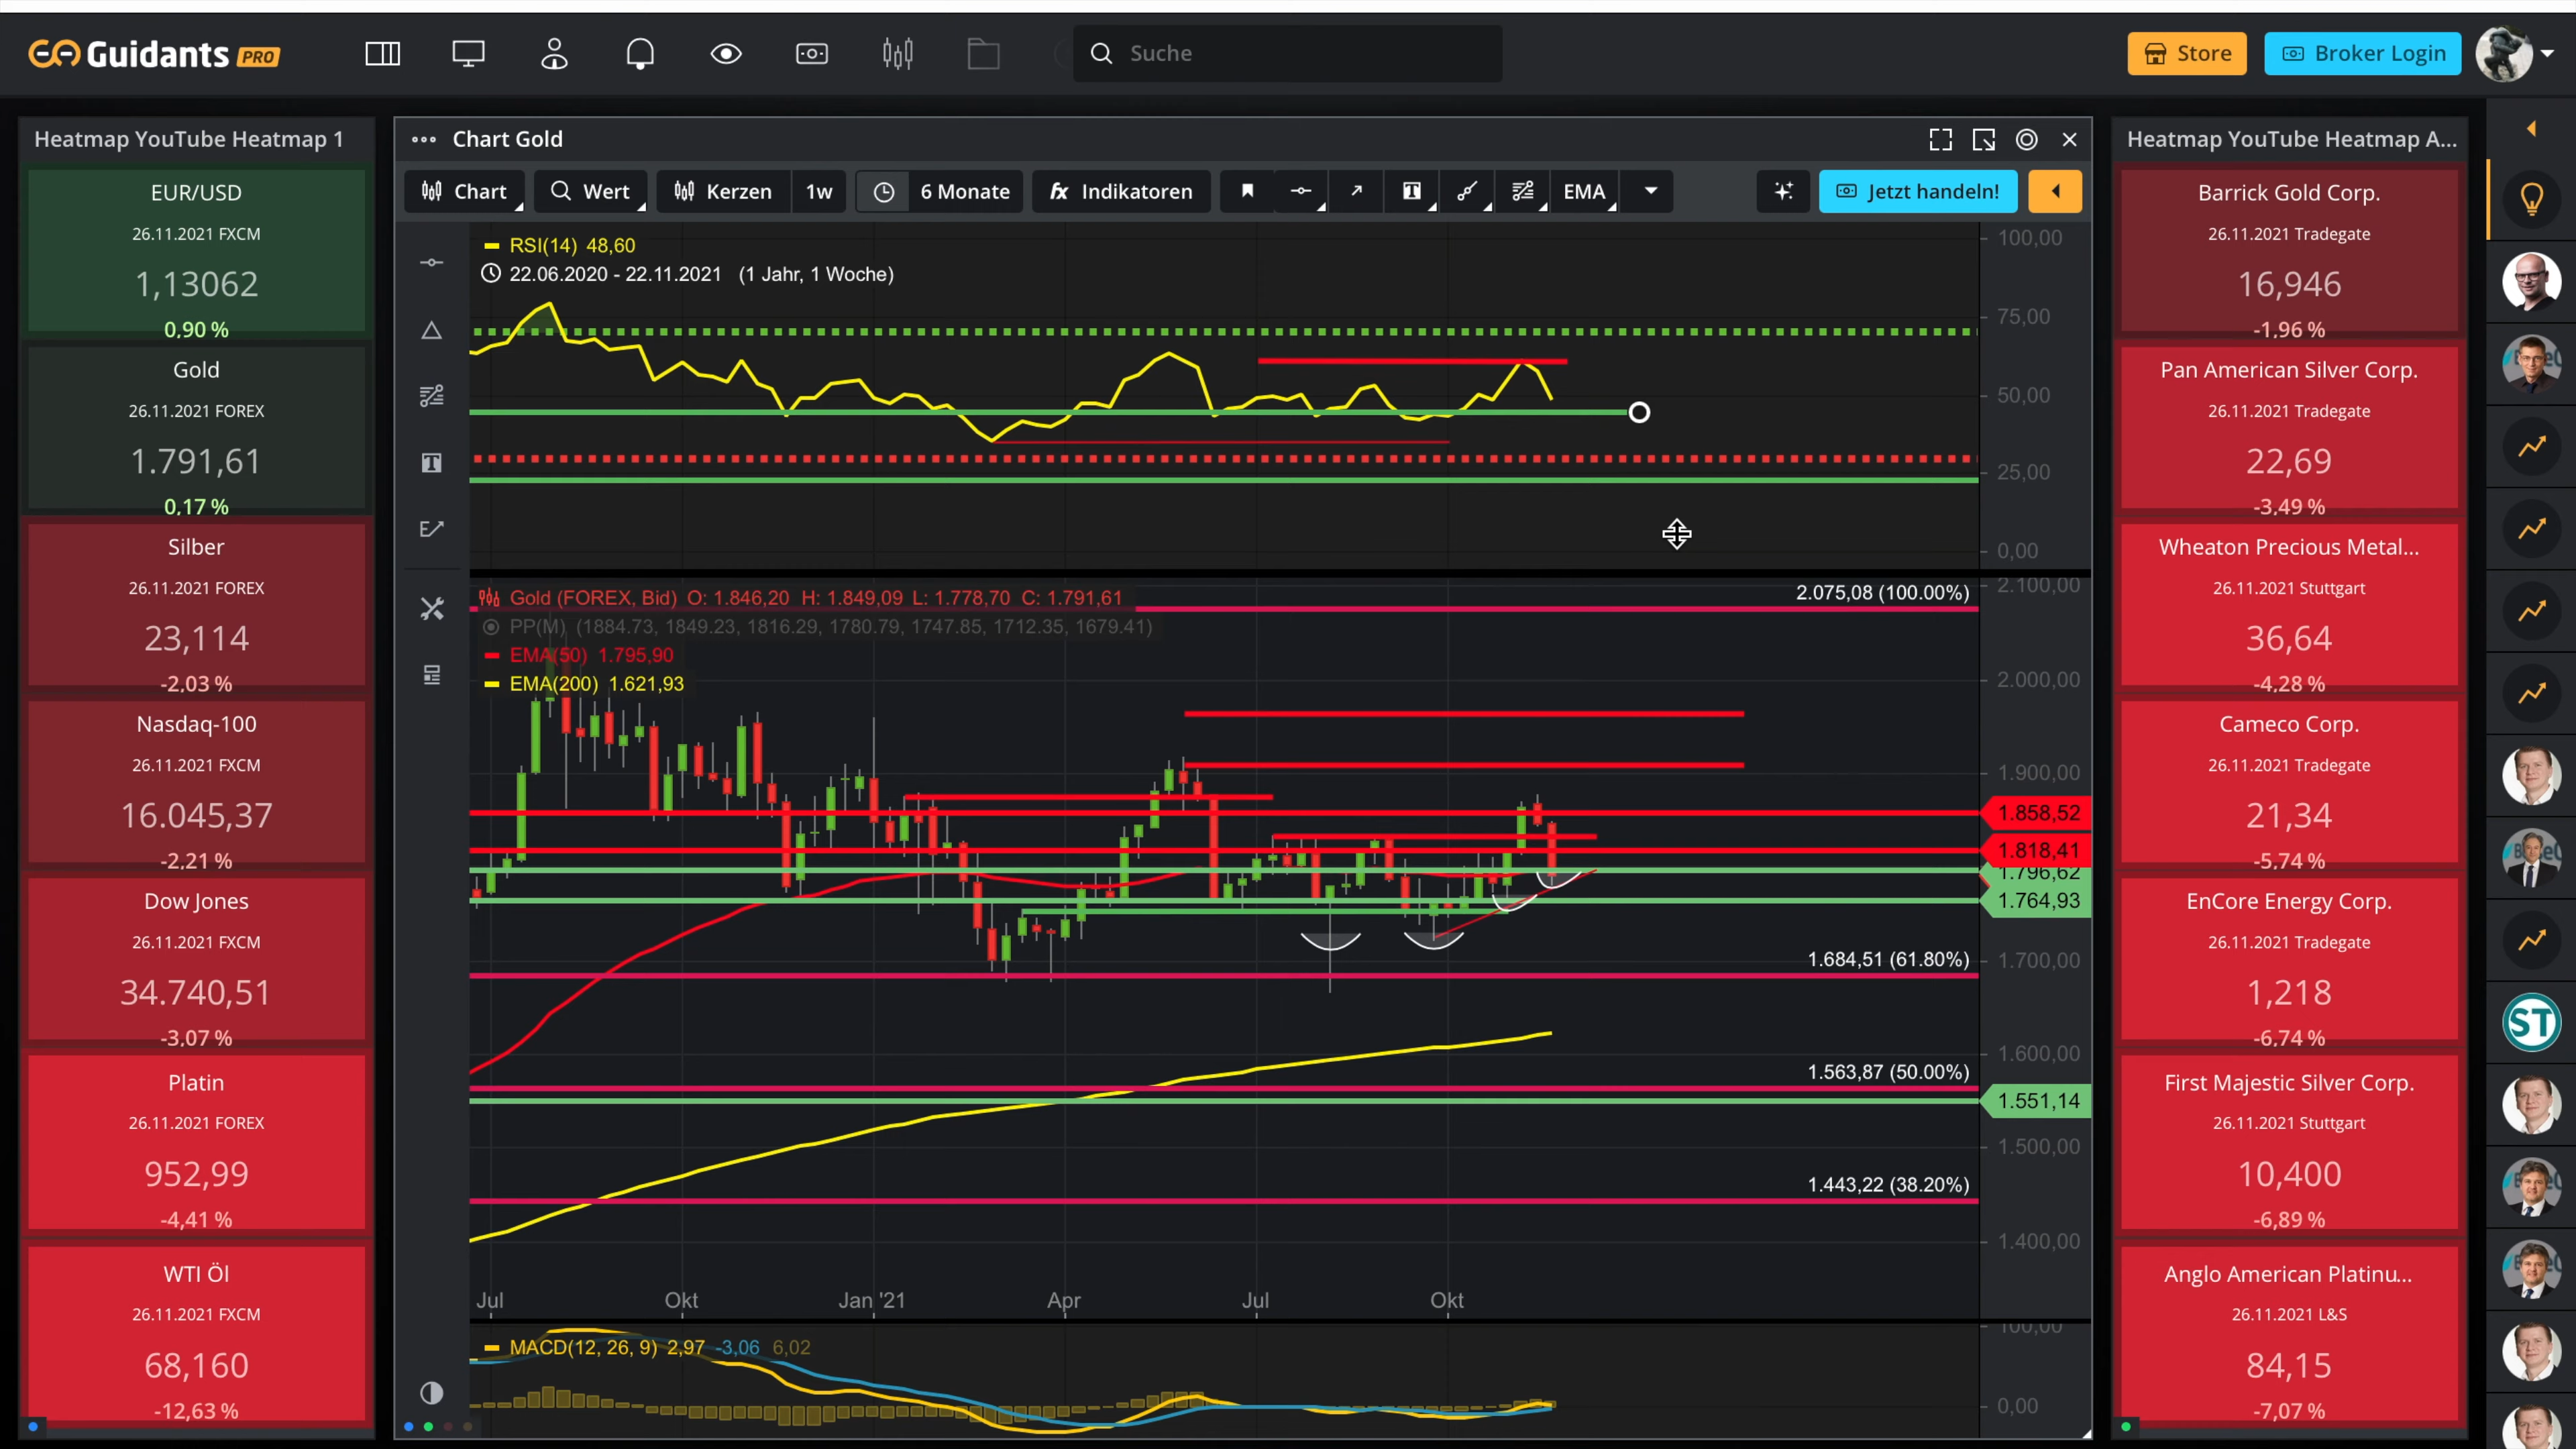 Guidants PRO
Suche
Store
Broker Login
Heatmap YouTube Heatmap 1
EUR/USD
26.11.2021 FXCM
1,13062
0,90 %
Gold
26.11.2021 FOREX
1.791,61
0,17 %
Silber
26.11.2021 FOREX
23,114
-2,03 %
Nasdaq-100
26.11.2021 FXCM
16.045,37
-2,21 %
Dow Jones
26.11.2021 FXCM
34.740,51
-3,07 %
Platin
26.11.2021 FOREX
952,99
-4,41 %
WTI Öl
26.11.2021 FXCM
68,160
-12,63 %
Chart Gold
Chart Wert Kerzen 1w 6 Monate fx Indikatoren T EMA Jetzt handeln!
RSI(14) 48,60
22.06.2020 - 22.11.2021 (1 Jahr, 1 Woche)
100,00
75,00
50,00
25,00
0,00
Gold (FOREX, Bid) O: 1.846,20 H: 1.849,09 L: 1.778,70 C: 1.791,61
PP(M) (1884.73, 1849.23, 1816.29, 1780.79, 1747.85, 1712.35, 1679.41)
EMA(50) 1.795,90
EMA(200) 1.621,93
2.075,08 (100.00%)
1.684,51 (61.80%)
1.563,87 (50.00%)
1.443,22 (38.20%)
2.100,00
2.000,00
1.900,00
1.858,52
1.818,41
1.796,62
1.764,93
1.700,00
1.600,00
1.551,14
1.500,00
1.400,00
Jul Okt Jan '21 Apr Jul Okt
MACD(12, 26, 9) 2,97 -3,06 6,02
100,00
0,00
Heatmap YouTube Heatmap A...
Barrick Gold Corp.
26.11.2021 Tradegate
16,946
-1,96 %
Pan American Silver Corp.
26.11.2021 Tradegate
22,69
-3,49 %
Wheaton Precious Metal...
26.11.2021 Stuttgart
36,64
-4,28 %
Cameco Corp.
26.11.2021 Tradegate
21,34
-5,74 %
EnCore Energy Corp.
26.11.2021 Tradegate
1,218
-6,74 %
First Majestic Silver Corp.
26.11.2021 Stuttgart
10,400
-6,89 %
Anglo American Platinu...
26.11.2021 L&S
84,15
-7,07 %
ST